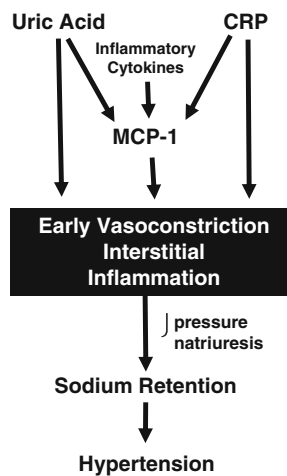 Uric Acid
CRP
Inflammatory
Cytokines
MCP-1
Early Vasoconstriction
Interstitial
Inflammation
pressure
natriuresis
Sodium Retention
Hypertension